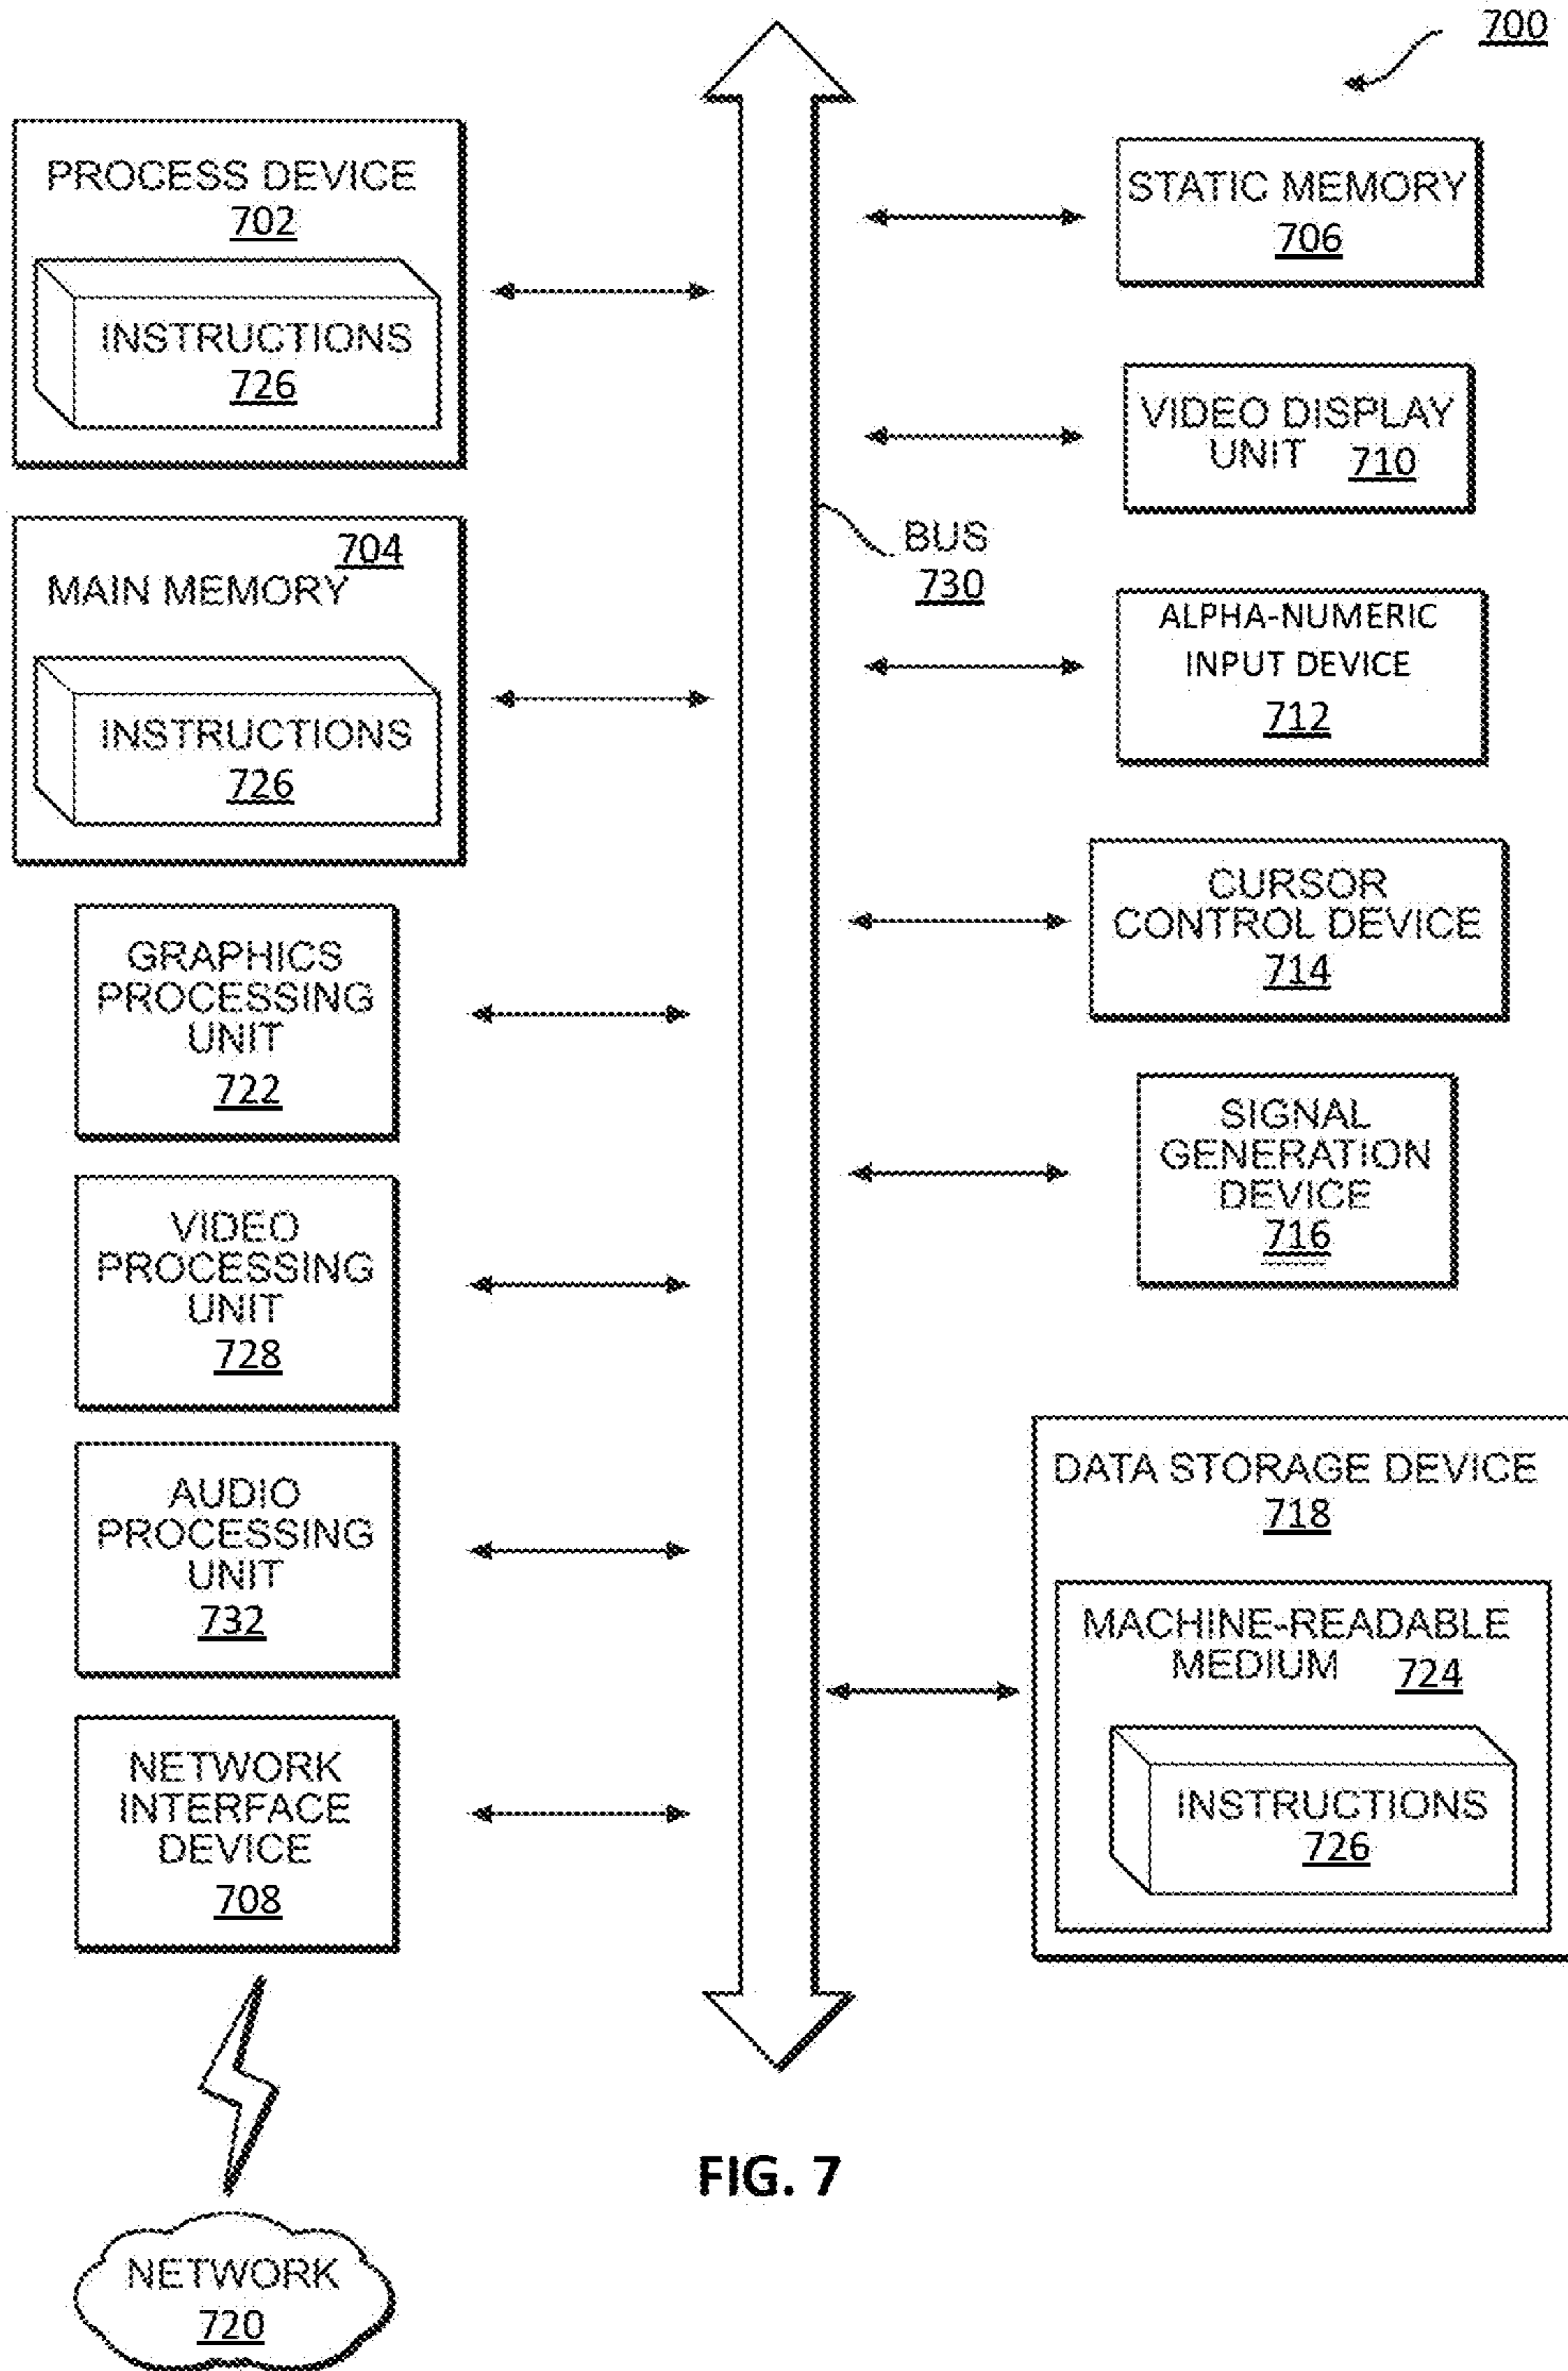 700
PROCESS DEVICE
702
INSTRUCTIONS
726
704
MAIN MEMORY
INSTRUCTIONS
726
GRAPHICS
PROCESSING
UNIT
722
VIDEO
PROCESSING
UNIT
728
AUDIO
PROCESSING
UNIT
732
NETWORK
INTERFACE
DEVICE
708
NETWORK
720
BUS
730
STATIC MEMORY
706
VIDEO DISPLAY
UNIT 710
ALPHA-NUMERIC
INPUT DEVICE
712
CURSOR
CONTROL DEVICE
714
SIGNAL
GENERATION
DEVICE
716
DATA STORAGE DEVICE
718
MACHINE-READABLE
MEDIUM 724
INSTRUCTIONS
726
FIG. 7